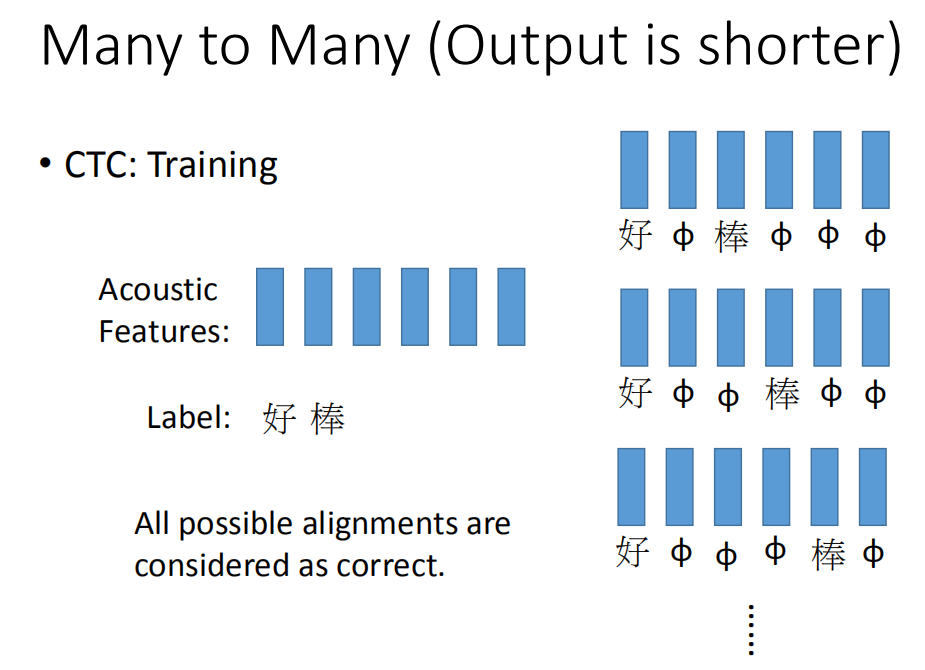 Many to Many (Output is shorter)
• CTC: Training
Acoustic
Features:
Label: 好 棒
All possible alignments are
considered as correct.
好 φ 棒 φ φ φ
好 φ φ 棒 φ φ
好 φ φ φ 棒 φ
……